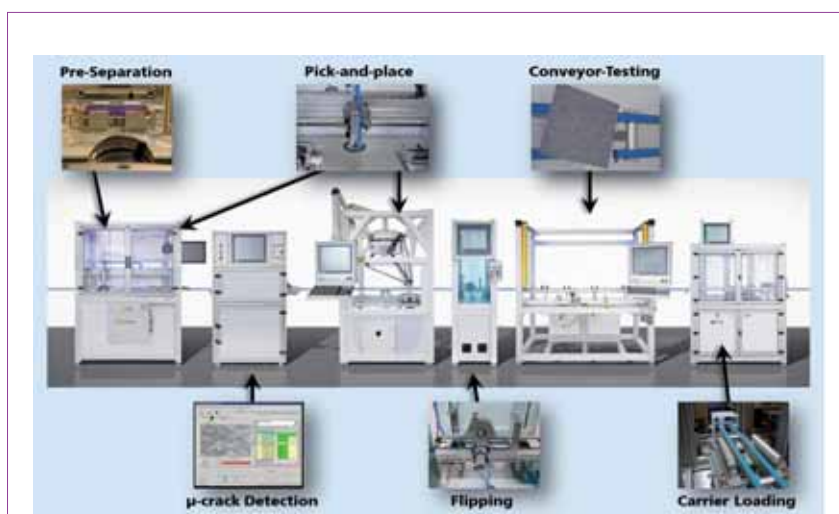 Pre-Separation
Pick-and-place
Conveyor-Testing
µ-crack Detection
Flipping
Carrier Loading